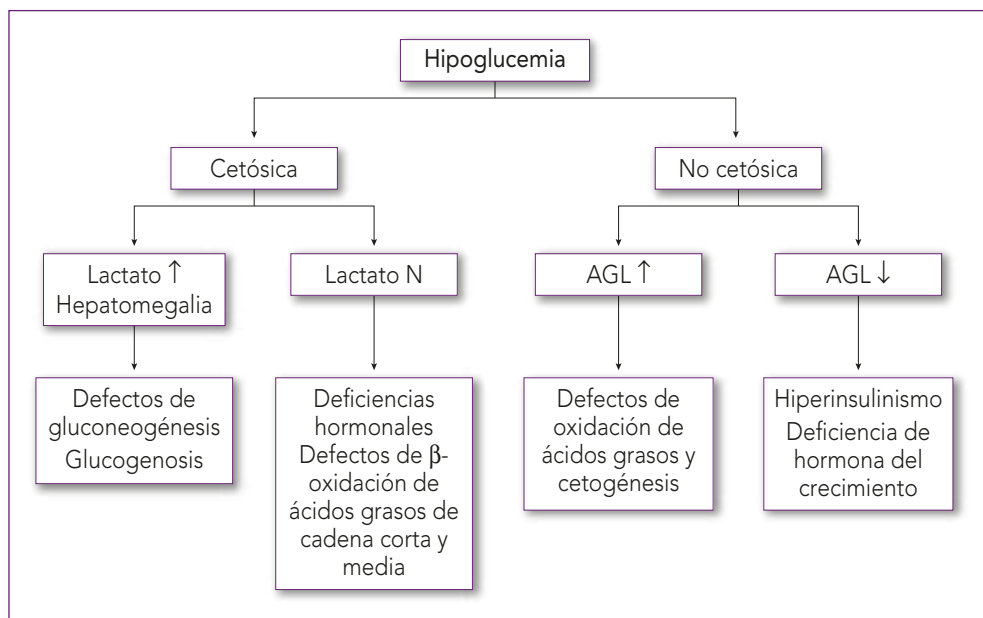 Hipoglucemia
Cetósica
No cetósica
Lactato ↑
Hepatomegalia
Lactato N
AGL ↑
AGL ↓
Defectos de
gluconeogénesis
Glucogenosis
Deficiencias
hormonales
Defectos de β-
oxidación de
ácidos grasos de
cadena corta y
media
Defectos de
oxidación de
ácidos grasos y
cetogénesis
Hiperinsulinismo
Deficiencia de
hormona del
crecimiento